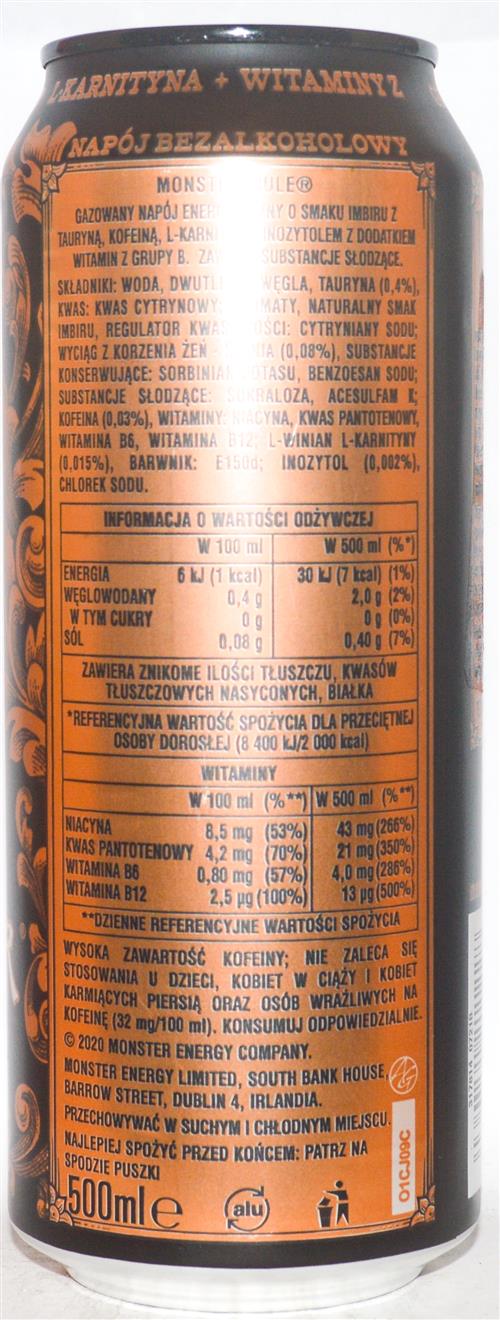 L-KARNITYNA + WITAMINY Z
NAPÓJ BEZALKOHOLOWY
MONST ULE®
GAZOWANY NAPÓJ ENER NY O SMAKU IMBIRU Z
TAURYNĄ, KOFEINĄ, L-KARNI INOZYTOLEM Z DODATKIEM
WITAMIN Z GRUPY B. ZAW SUBSTANCJE SŁODZĄCE.
SKŁADNIKI: WODA, DWUTL WĘGLA, TAURYNA (0,4%),
KWAS: KWAS CYTRYNOWY; MATY, NATURALNY SMAK
IMBIRU, REGULATOR KWAS OŚCI: CYTRYNIANY SODU;
WYCIĄG Z KORZENIA ŻEŃ - NIA (0,08%), SUBSTANCJE
KONSERWUJĄCE: SORBINIAN POTASU, BENZOESAN SODU;
SUBSTANCJE SŁODZĄCE: SUKRALOZA, ACESULFAM K;
KOFEINA (0,03%), WITAMINY: NIACYNA, KWAS PANTOTENOWY,
WITAMINA B6, WITAMINA B12; L-WINIAN L-KARNITYNY
(0,015%), BARWNIK: E150d; INOZYTOL (0,002%),
CHLOREK SODU.
INFORMACJA O WARTOŚCI ODŻYWCZEJ
W 100 ml W 500 ml (%*)
ENERGIA 6 kJ (1 kcal) 30 kJ (7 kcal) (1%)
WĘGLOWODANY 0,4 g 2,0 g (2%)
W TYM CUKRY 0 g 0 g (0%)
SÓL 0,08 g 0,40 g (7%)
ZAWIERA ZNIKOME ILOŚCI TŁUSZCZU, KWASÓW
TŁUSZCZOWYCH NASYCONYCH, BIAŁKA
*REFERENCYJNA WARTOŚĆ SPOŻYCIA DLA PRZECIĘTNEJ
OSOBY DOROSŁEJ (8 400 kJ/2 000 kcal)
WITAMINY
W 100 ml (%**) W 500 ml (%**)
NIACYNA 8,5 mg (53%) 43 mg (266%)
KWAS PANTOTENOWY 4,2 mg (70%) 21 mg (350%)
WITAMINA B6 0,80 mg (57%) 4,0 mg (286%)
WITAMINA B12 2,5 µg (100%) 13 µg (500%)
**DZIENNE REFERENCYJNE WARTOŚCI SPOŻYCIA
WYSOKA ZAWARTOŚĆ KOFEINY; NIE ZALECA SIĘ
STOSOWANIA U DZIECI, KOBIET W CIĄŻY I KOBIET
KARMIĄCYCH PIERSIĄ ORAZ OSÓB WRAŻLIWYCH NA
KOFEINĘ (32 mg/100 ml). KONSUMUJ ODPOWIEDZIALNIE.
© 2020 MONSTER ENERGY COMPANY.
MONSTER ENERGY LIMITED, SOUTH BANK HOUSE,
BARROW STREET, DUBLIN 4, IRLANDIA.
PRZECHOWYWAĆ W SUCHYM I CHŁODNYM MIEJSCU.
NAJLEPIEJ SPOŻYĆ PRZED KOŃCEM: PATRZ NA
SPODZIE PUSZKI
500ml e
alu
O1CJ09C